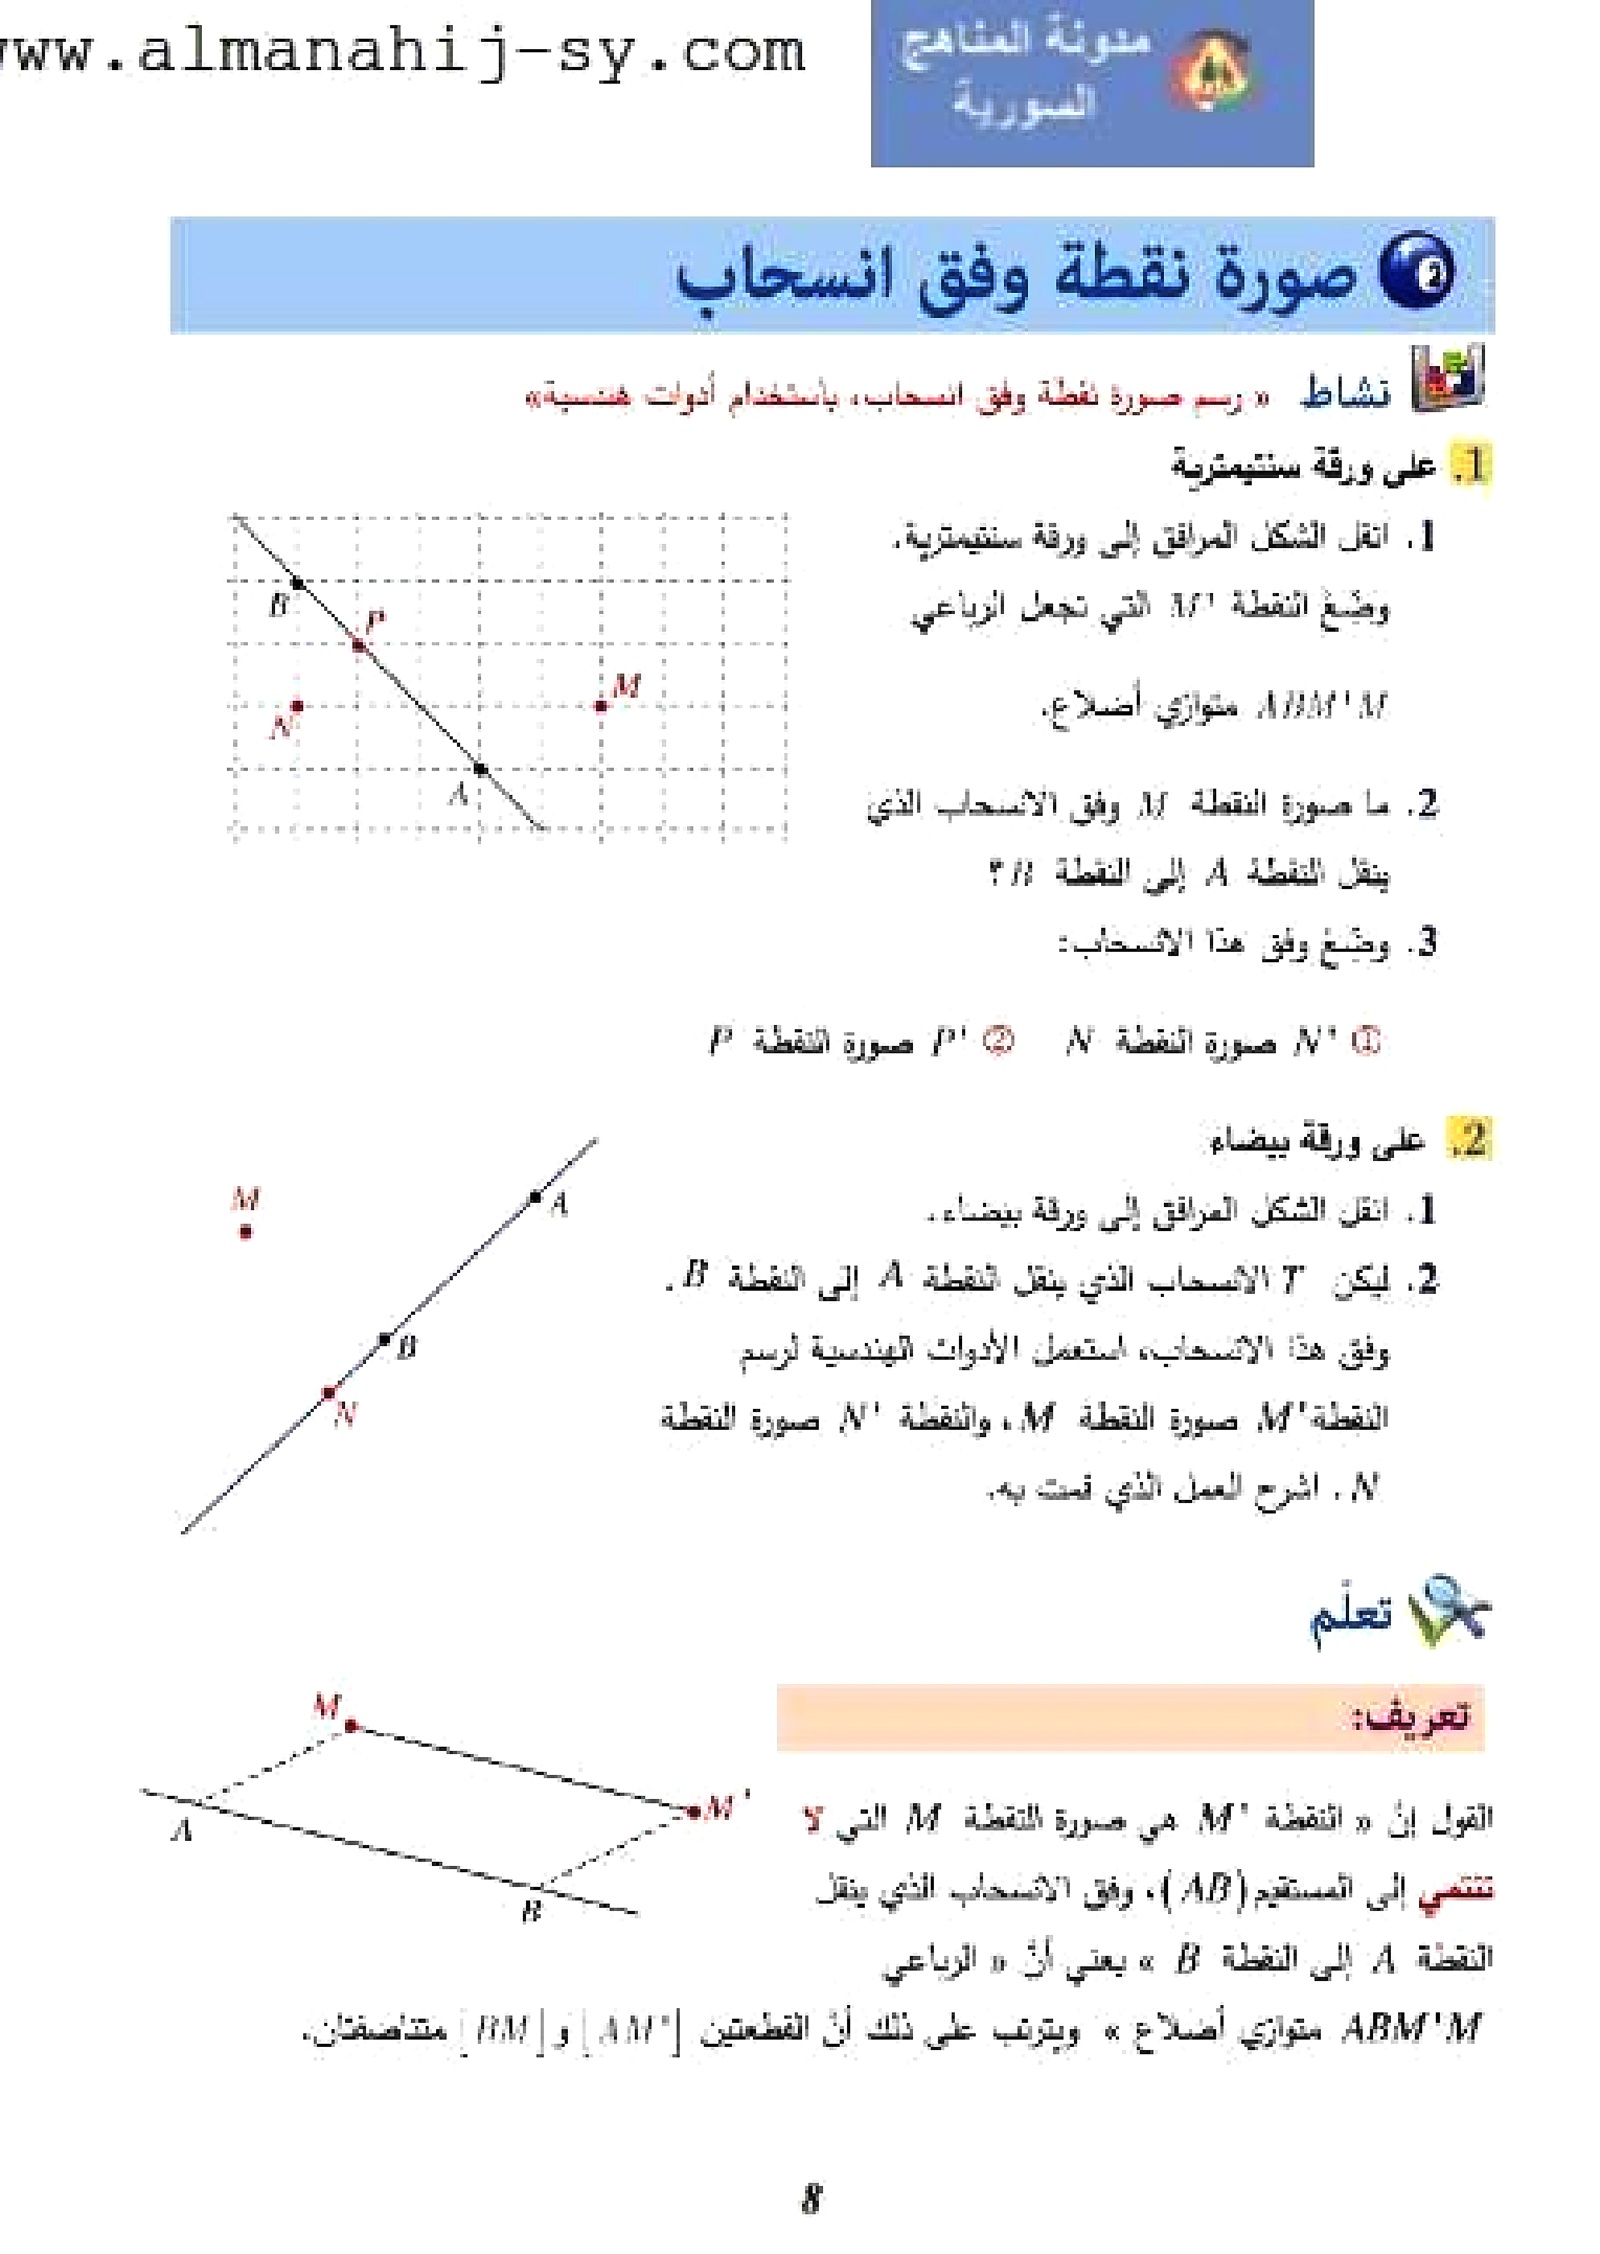 www.almanahij-sy.com
مدونة المناهج
السورية
2 صورة نقطة وفق انسحاب
نشاط « رسم صورة نقطة وفق انسحاب، باستخدام أدوات هندسية»
1. على ورقة سنتيمترية
1. انقل الشكل المرافق إلى ورقة سنتيمترية.
وضَعْ النقطة M' التي تجعل الرباعي
ABM'M متوازي أضلاع.
2. ما صورة النقطة M وفق الانسحاب الذي
ينقل النقطة A إلى النقطة B؟
3. وضَعْ وفق هذا الانسحاب:
① N' صورة النقطة N ② P' صورة النقطة P
B
P
M
N
A
2. على ورقة بيضاء
1. انقل الشكل المرافق إلى ورقة بيضاء.
2. ليكن T الانسحاب الذي ينقل النقطة A إلى النقطة B.
وفق هذا الانسحاب، استعمل الأدوات الهندسية لرسم
النقطة M' صورة النقطة M، والنقطة N' صورة النقطة
N. اشرح العمل الذي قمت به.
M
A
B
N
تعلّم
تعريف:
القول إنّ « النقطة M' هي صورة النقطة M التي لا
تنتمي إلى المستقيم (AB)، وفق الانسحاب الذي ينقل
النقطة A إلى النقطة B » يعني أنّ « الرباعي
ABM'M متوازي أضلاع » ويترتب على ذلك أنّ القطعتين [AM'] و [BM] متناصفتان.
M
M'
A
B
8